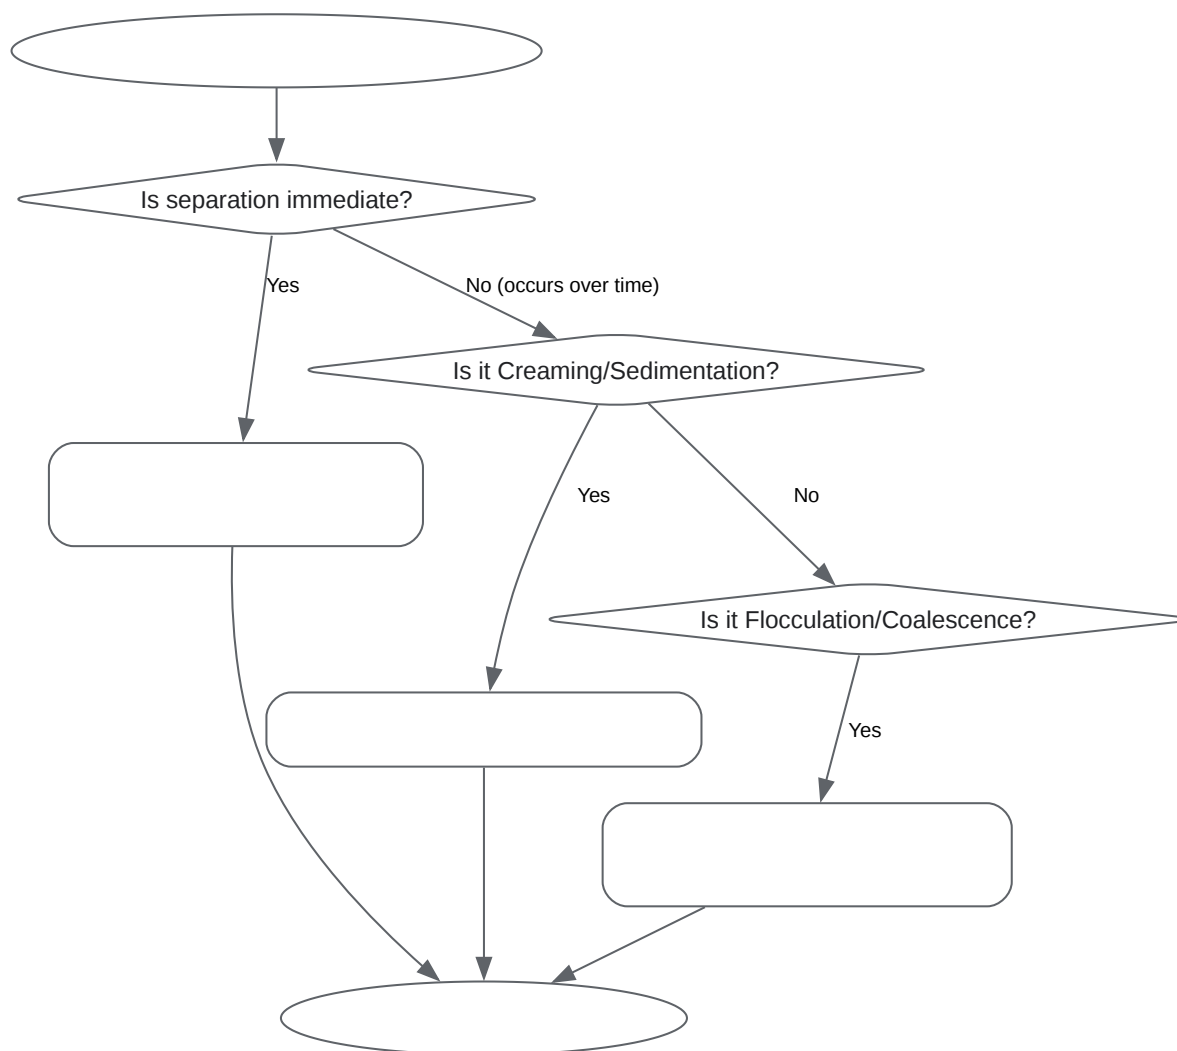 Is separation immediate?
Yes
No (occurs over time)
Is it Creaming/Sedimentation?
Yes
No
Is it Flocculation/Coalescence?
Yes